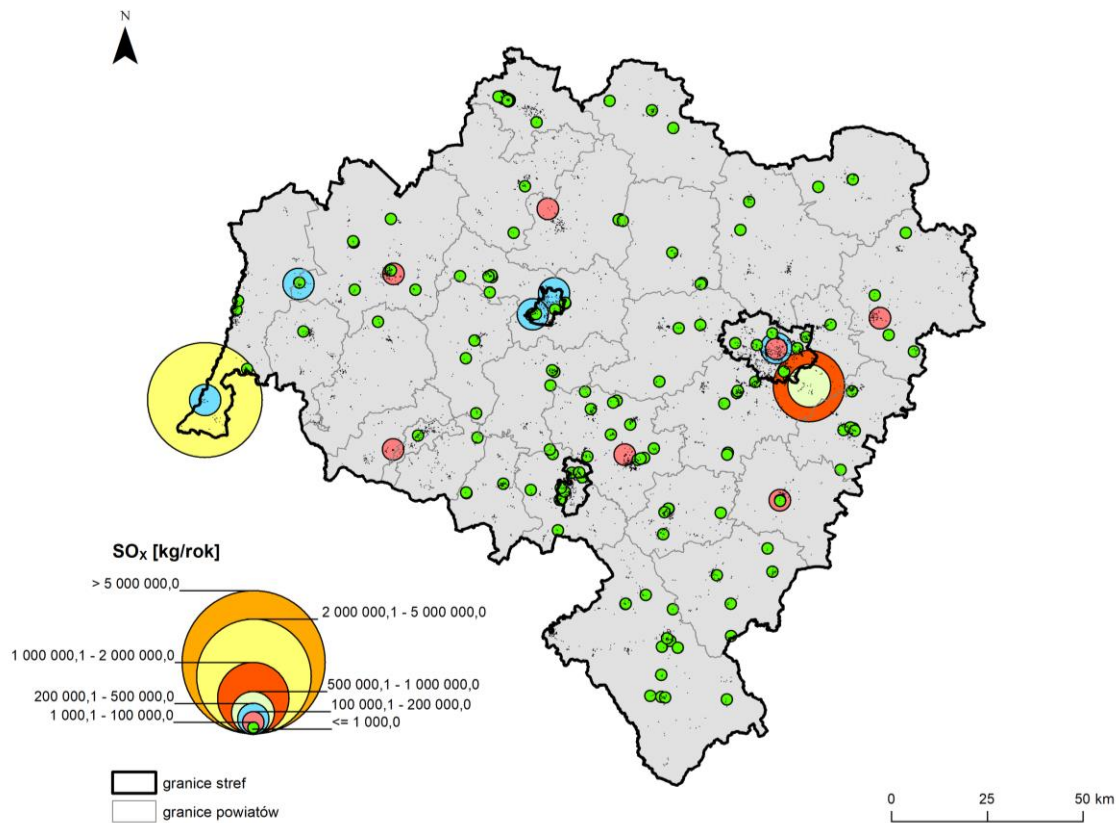 N
SOX [kg/rok]
> 5 000 000,0
2 000 000,1 - 5 000 000,0
1 000 000,1 - 2 000 000,0
500 000,1 - 1 000 000,0
200 000,1 - 500 000,0
100 000,1 - 200 000,0
1 000,1 - 100 000,0
<= 1 000,0
granice stref
granice powiatów
0 25 50 km